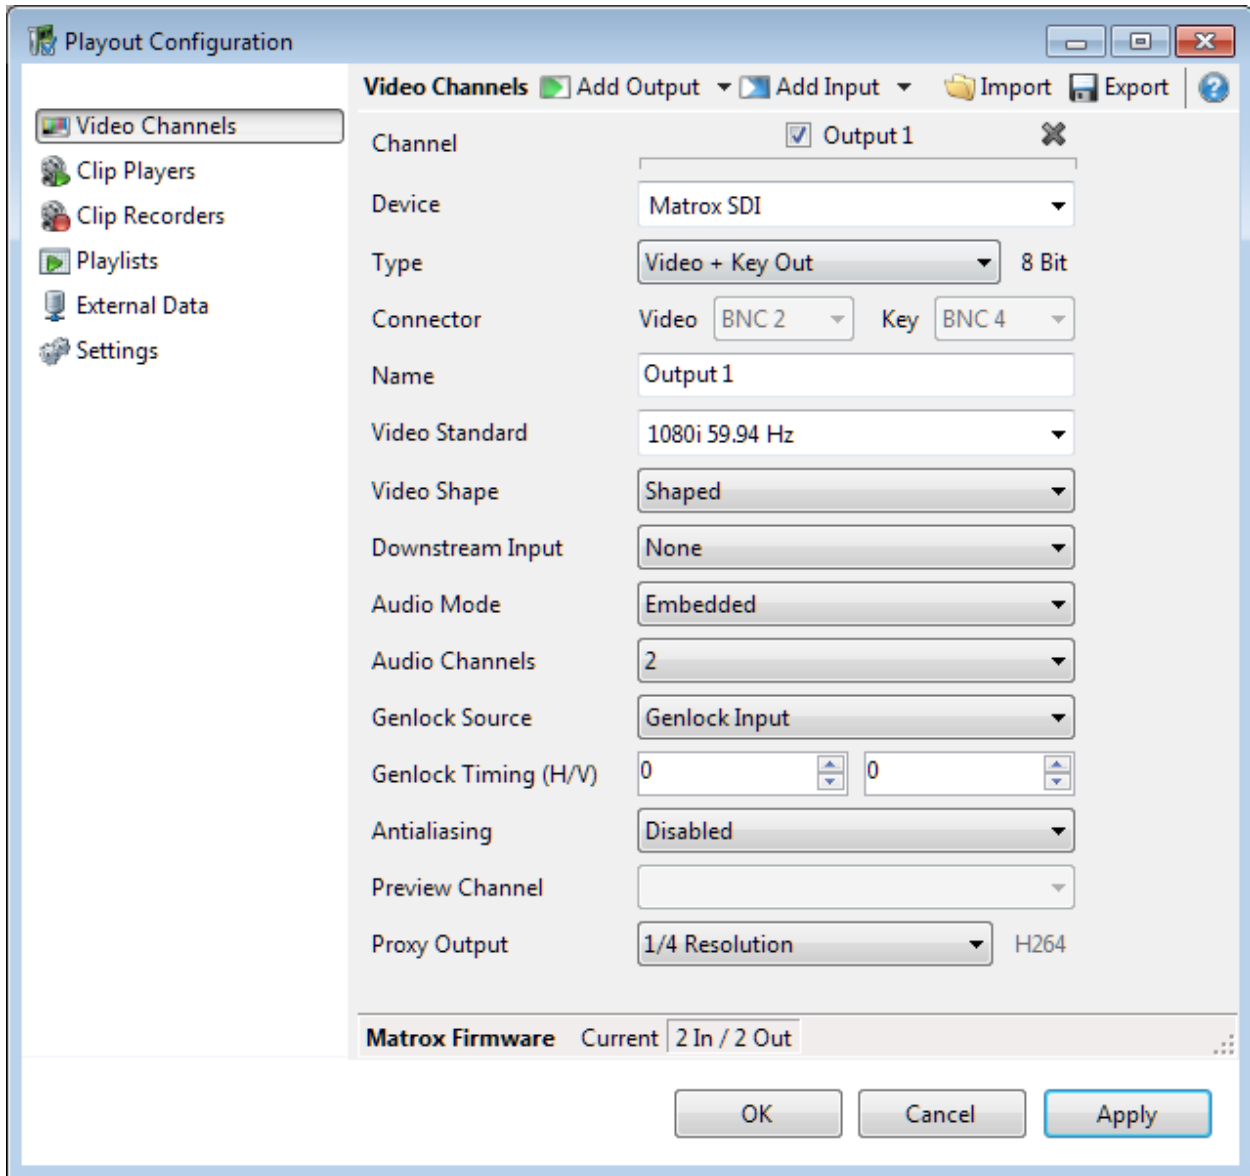 Playout Configuration
Video Channels Add Output Add Input Import Export ?
Video Channels
Clip Players
Clip Recorders
Playlists
External Data
Settings
Channel Output 1
Device Matrox SDI
Type Video + Key Out 8 Bit
Connector Video BNC 2 Key BNC 4
Name Output 1
Video Standard 1080i 59.94 Hz
Video Shape Shaped
Downstream Input None
Audio Mode Embedded
Audio Channels 2
Genlock Source Genlock Input
Genlock Timing (H/V) 0 0
Antialiasing Disabled
Preview Channel
Proxy Output 1/4 Resolution H264
Matrox Firmware Current 2 In / 2 Out
OK Cancel Apply